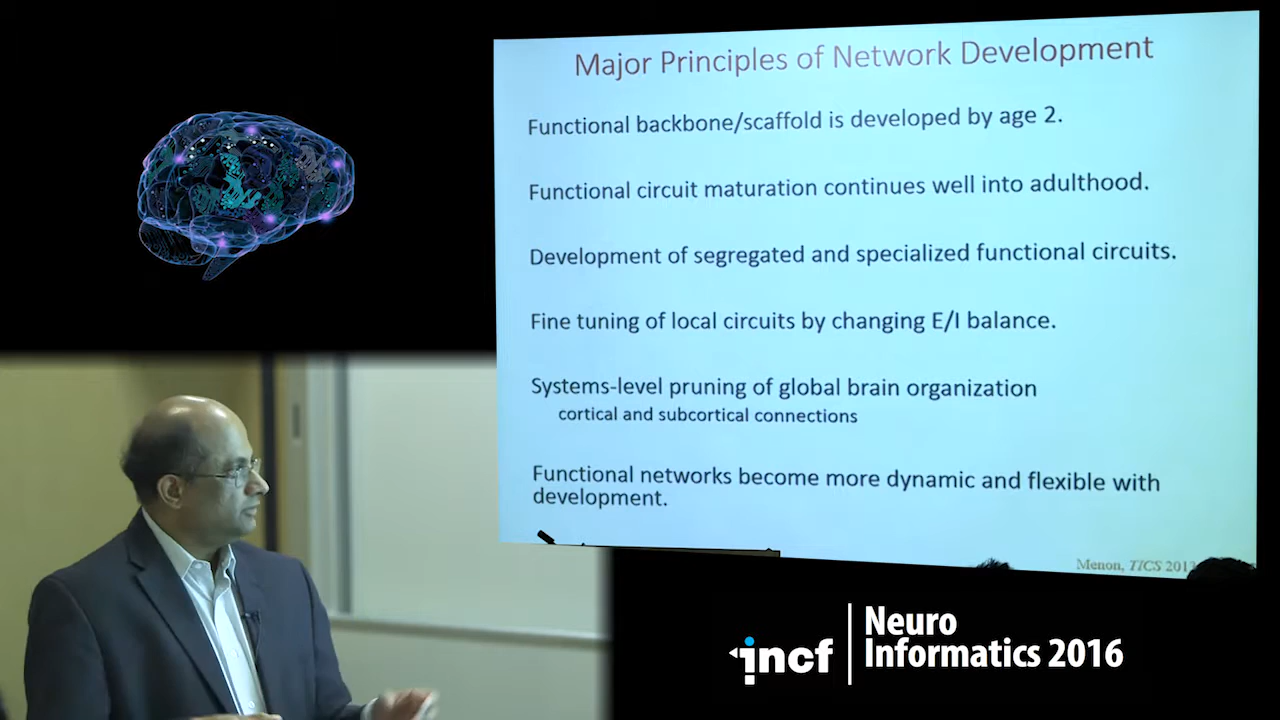 Major Principles of Network Development
Functional backbone/scaffold is developed by age 2.
Functional circuit maturation continues well into adulthood.
Development of segregated and specialized functional circuits.
Fine tuning of local circuits by changing E/I balance.
Systems-level pruning of global brain organization
cortical and subcortical connections
Functional networks become more dynamic and flexible with
development.
Menon, TICS
incf
Neuro
Informatics 2016